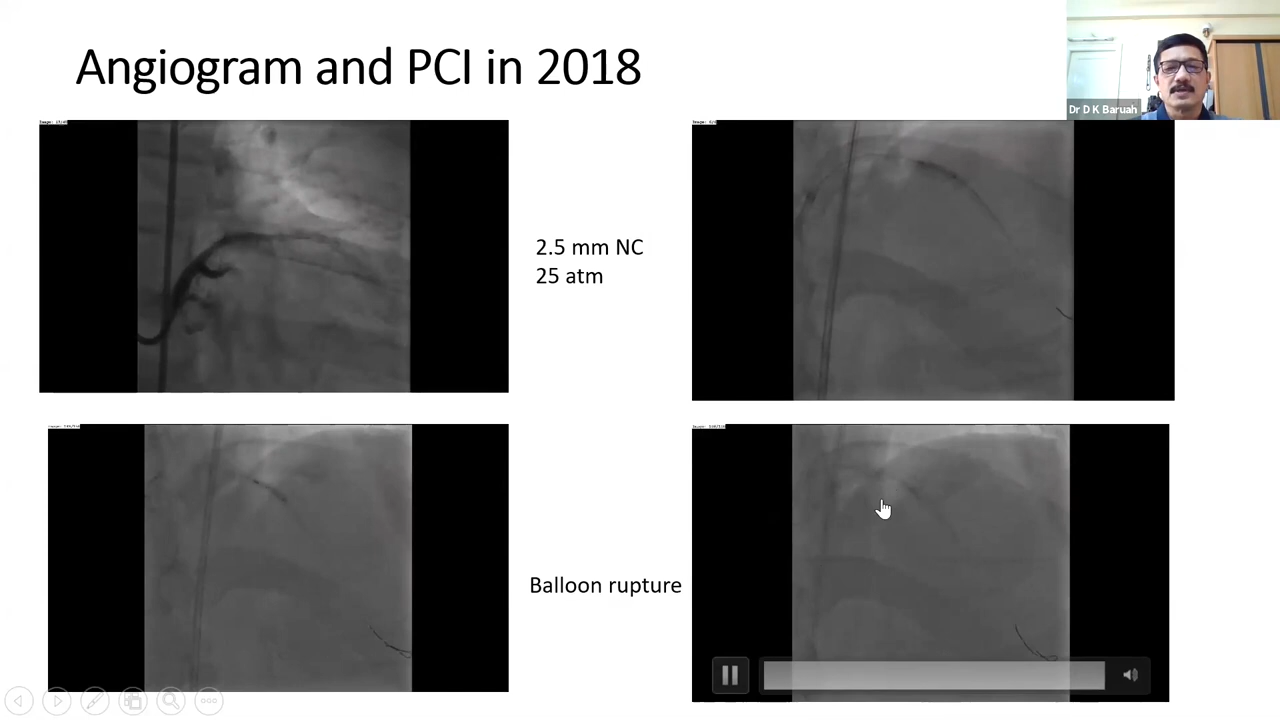 Angiogram and PCI in 2018
Dr D K Baruah
2.5 mm NC
25 atm
Balloon rupture